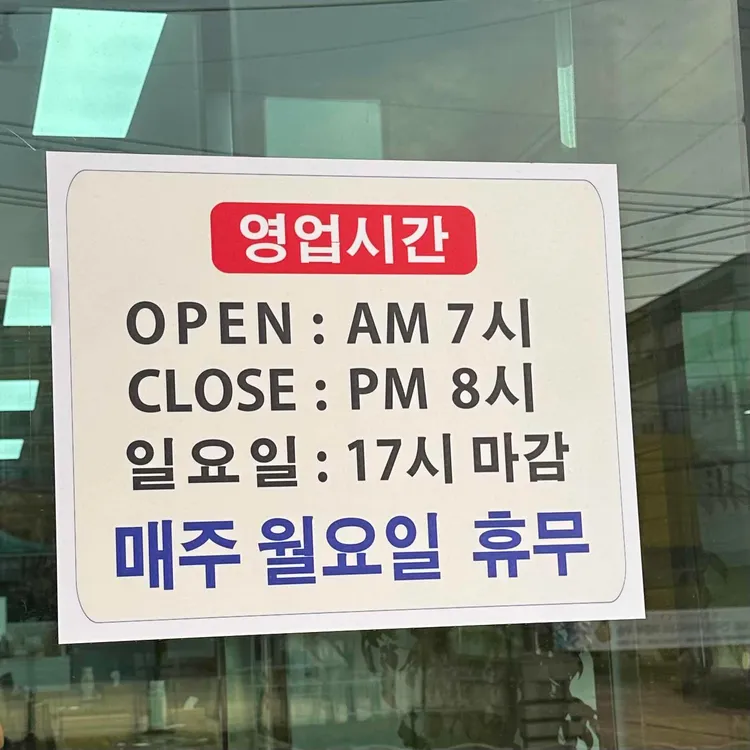 영업시간
OPEN : AM 7시
CLOSE : PM 8시
일요일 : 17시 마감
매주 월요일 휴무